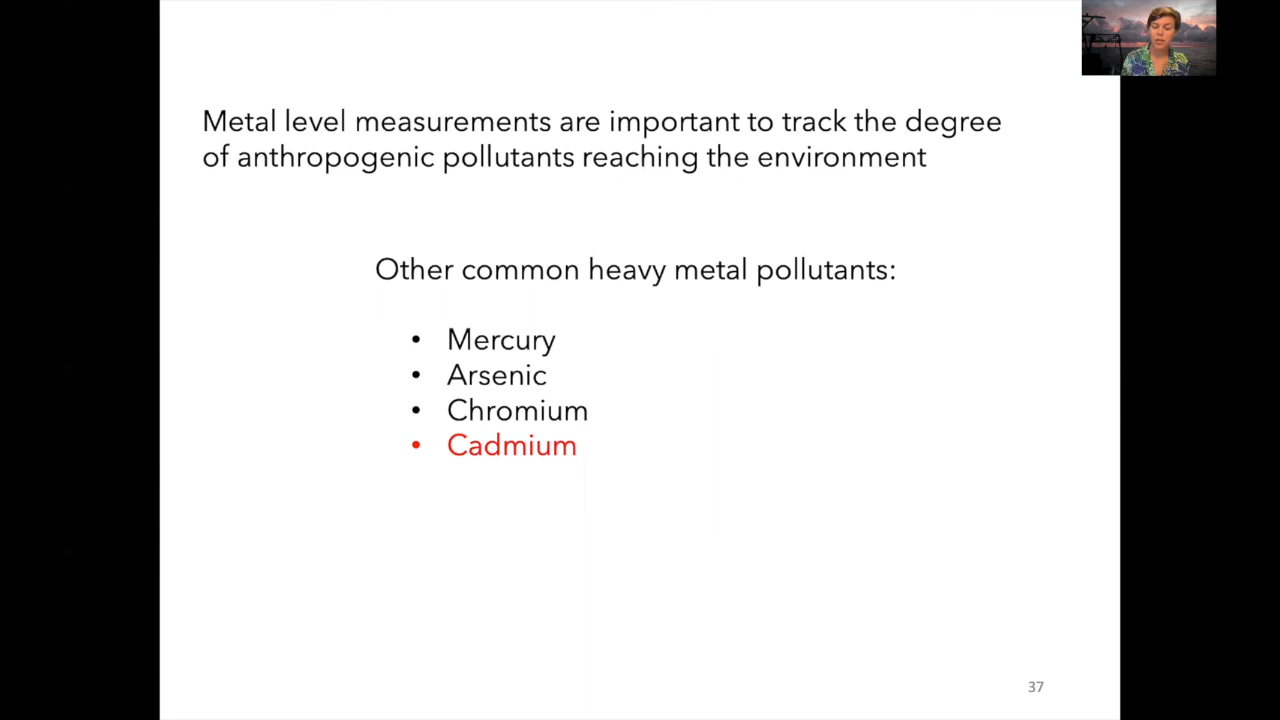 Metal level measurements are important to track the degree
of anthropogenic pollutants reaching the environment
Other common heavy metal pollutants:
• Mercury
• Arsenic
• Chromium
• Cadmium
37